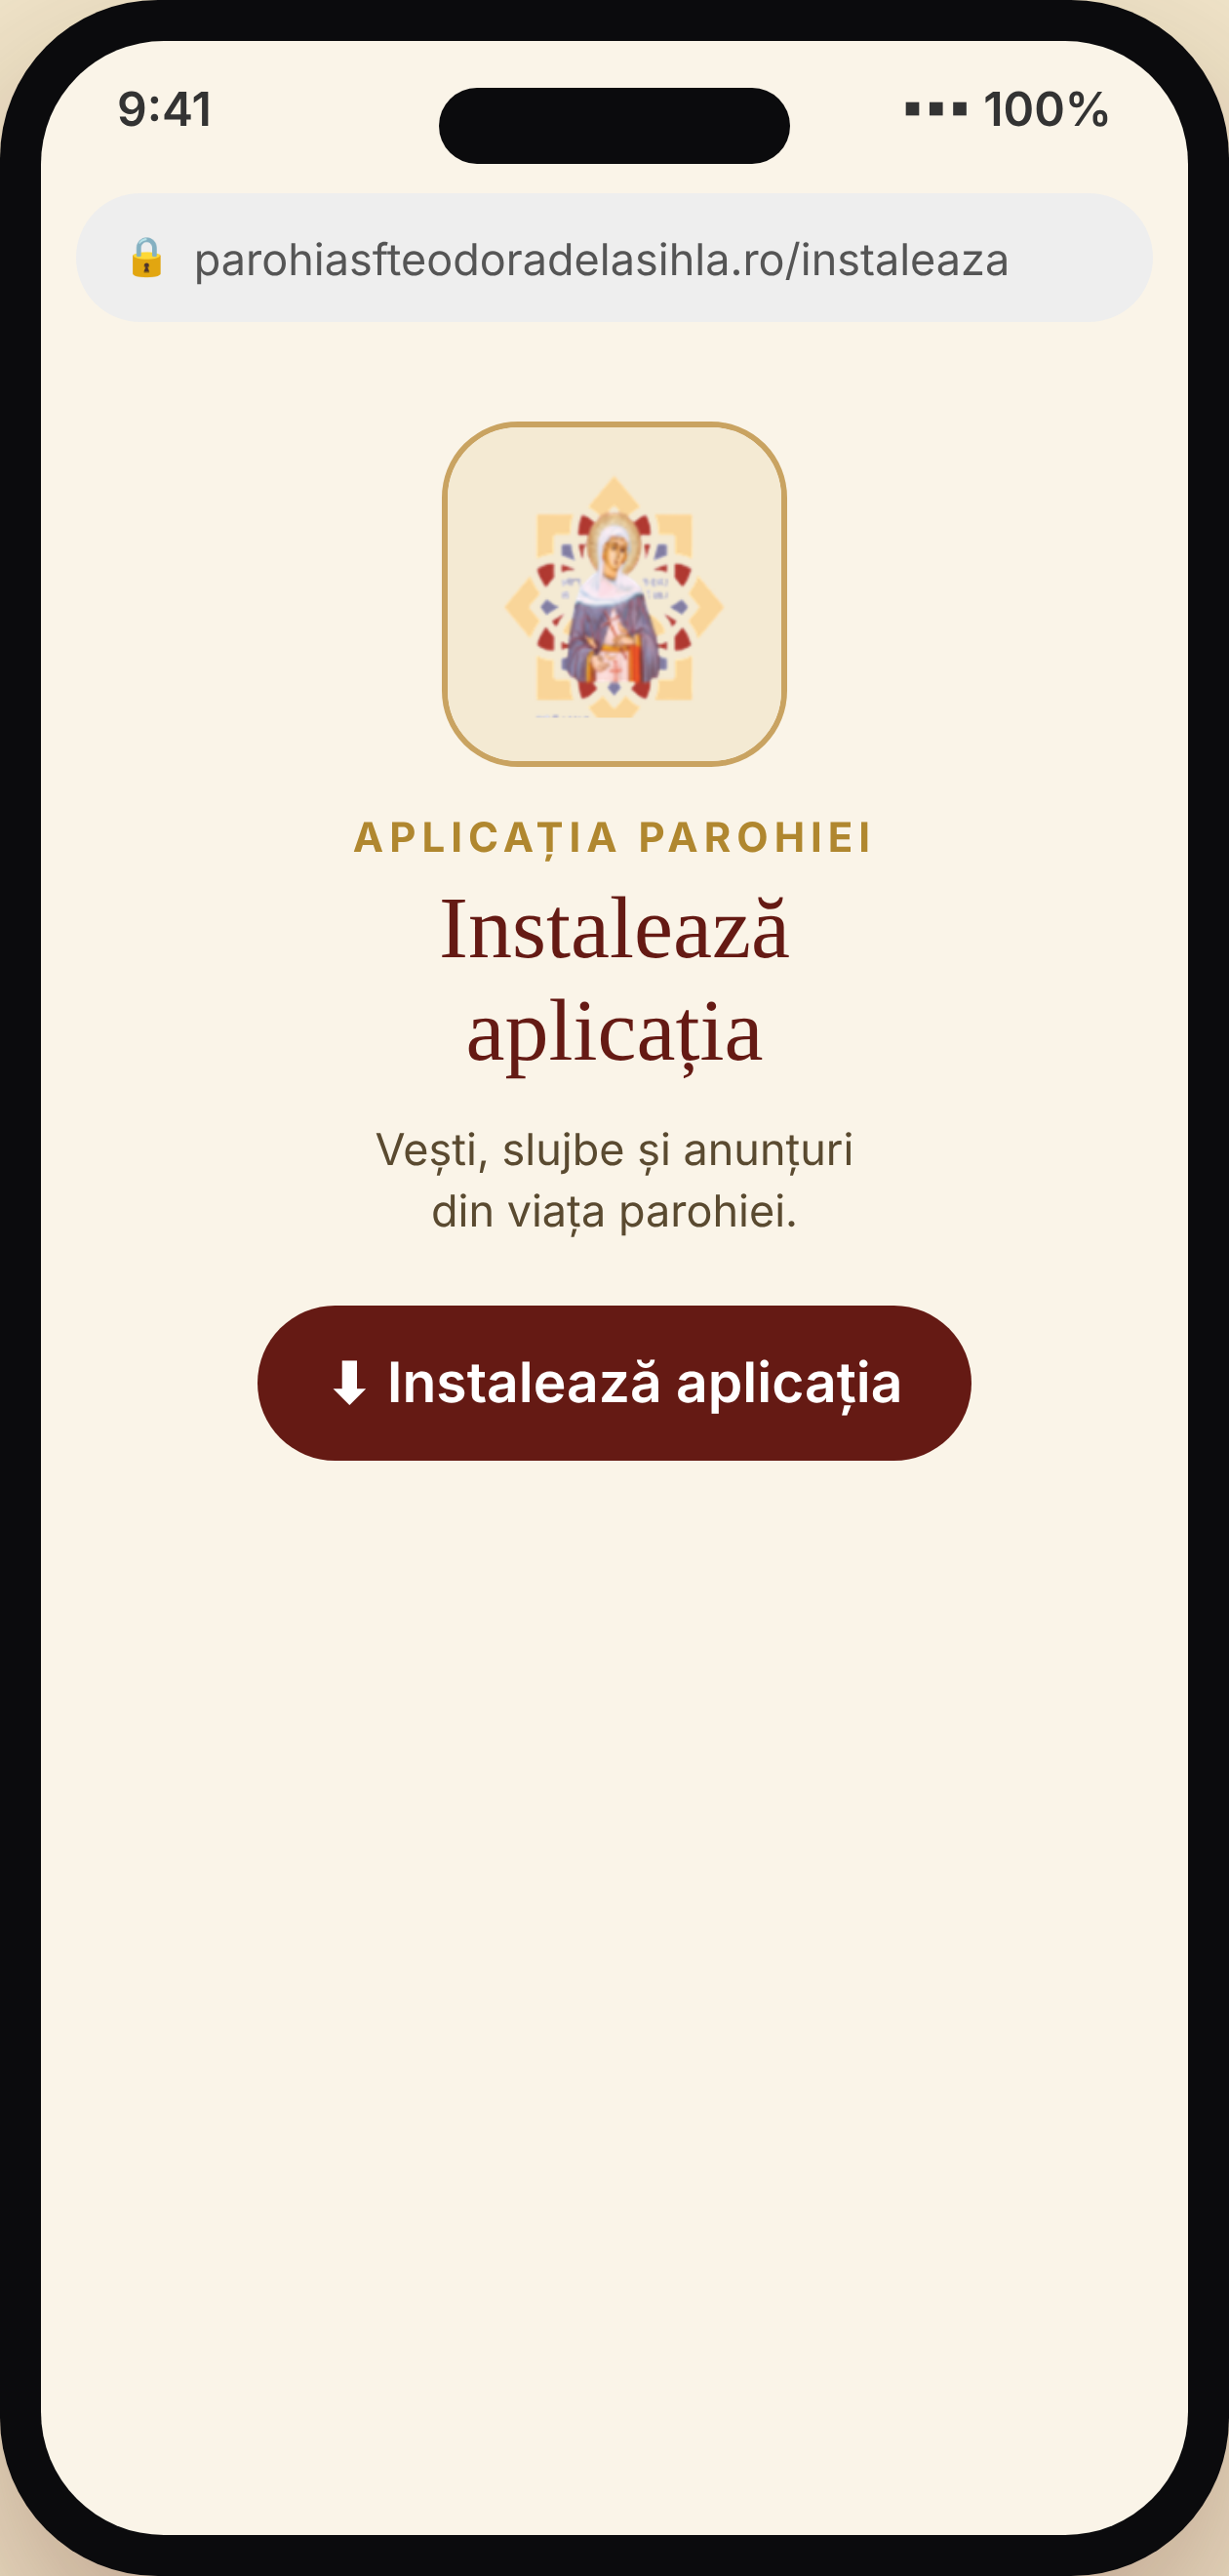 9:41
100%
parohiasfteodoradelasihla.ro/instaleaza
APLICAȚIA PAROHIEI
Instalează
aplicația
Vești, slujbe și anunțuri
din viața parohiei.
⬇ Instalează aplicația